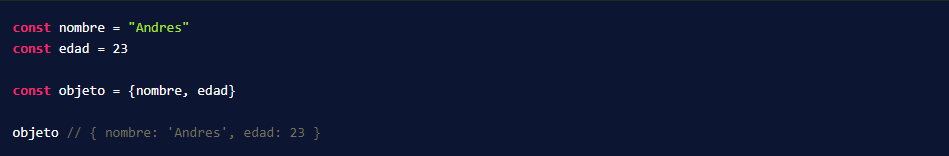 const nombre = "Andres"
const edad = 23
const objeto = {nombre, edad}
objeto // { nombre: 'Andres', edad: 23 }